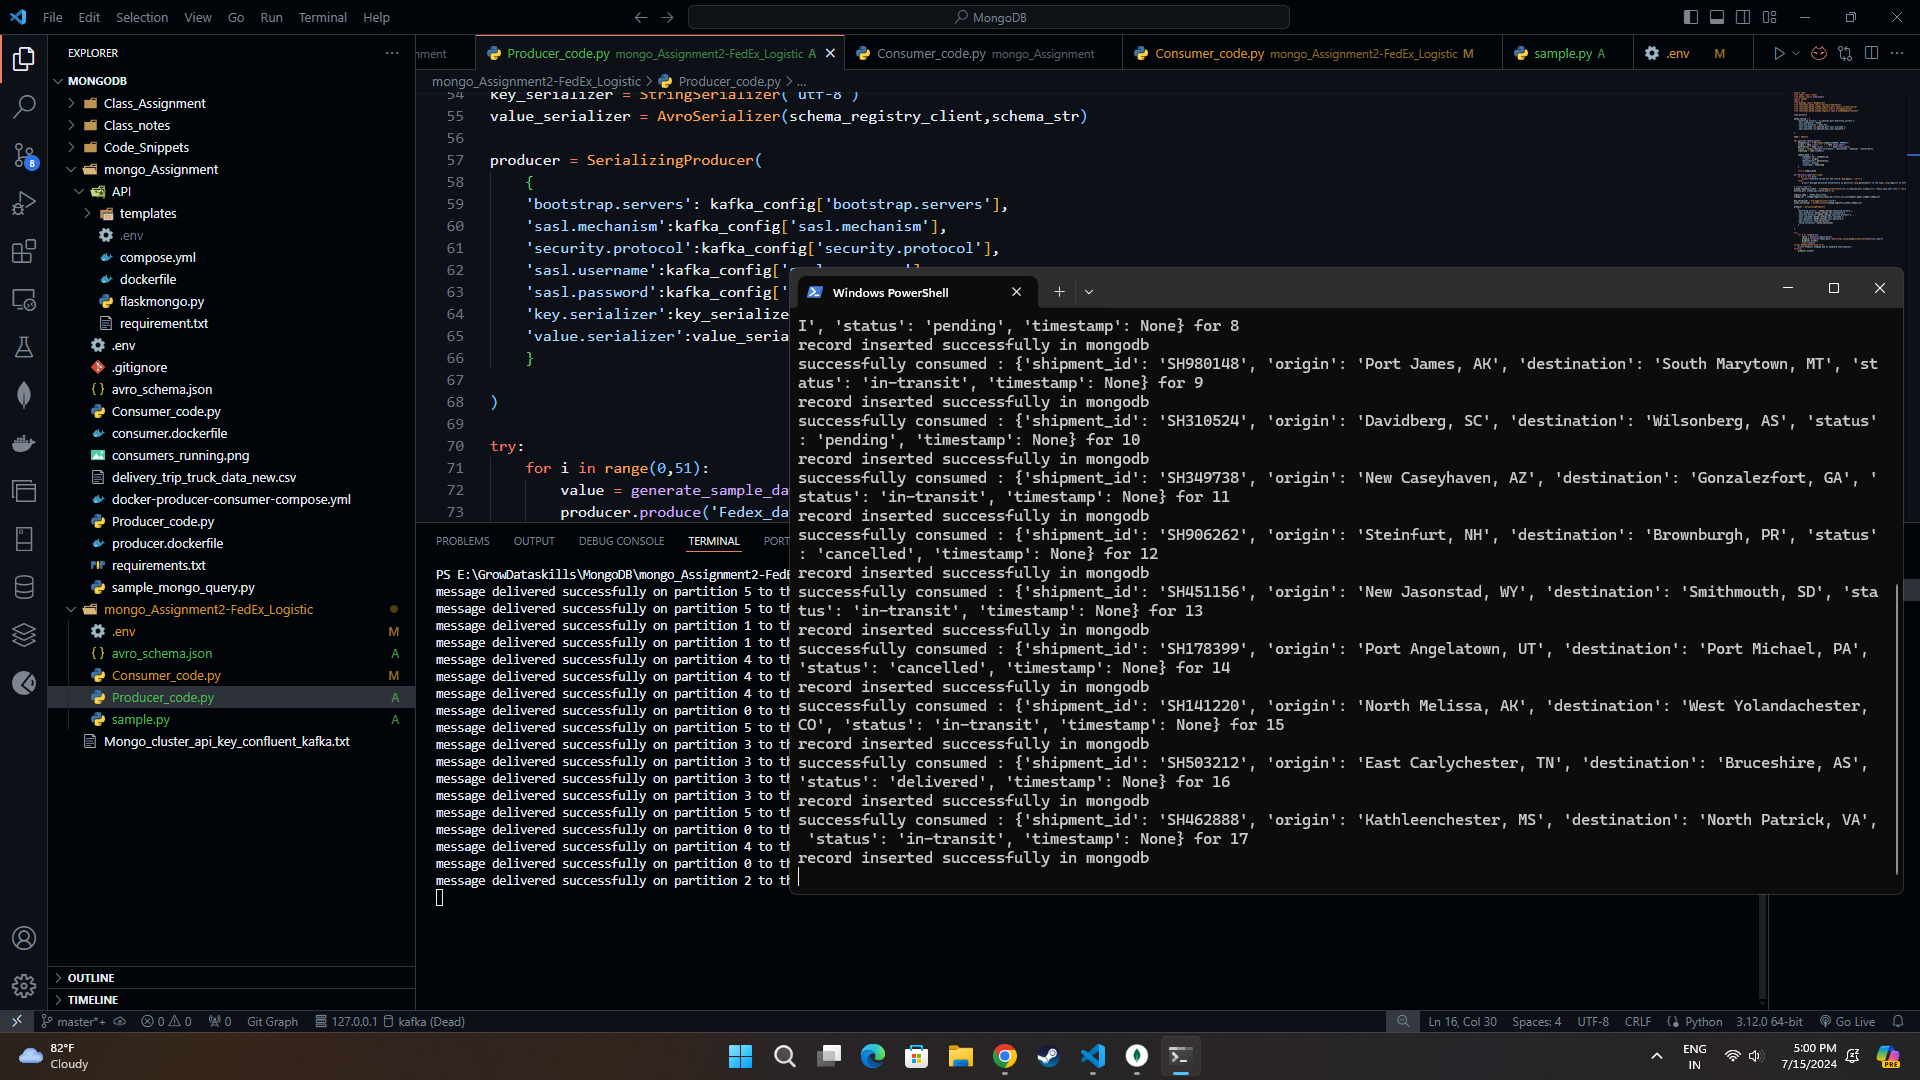 File Edit Selection View Go Run Terminal Help
MongoDB
EXPLORER
MONGODB
Class_Assignment
Class_notes
Code_Snippets
mongo_Assignment
API
templates
.env
compose.yml
dockerfile
flaskmongo.py
requirement.txt
.env
.gitignore
avro_schema.json
Consumer_code.py
consumer.dockerfile
consumers_running.png
delivery_trip_truck_data_new.csv
docker-producer-consumer-compose.yml
Producer_code.py
producer.dockerfile
requirements.txt
sample_mongo_query.py
mongo_Assignment2-FedEx_Logistic
.env M
avro_schema.json A
Consumer_code.py M
Producer_code.py A
sample.py A
Mongo_cluster_api_key_confluent_kafka.txt
OUTLINE
TIMELINE
nment Producer_code.py mongo_Assignment2-FedEx_Logistic A Consumer_code.py mongo_Assignment Consumer_code.py mongo_Assignment2-FedEx_Logistic M sample.py A .env M
mongo_Assignment2-FedEx_Logistic > Producer_code.py > ...
54 key_serializer = StringSerializer('utf-8')
55 value_serializer = AvroSerializer(schema_registry_client,schema_str)
56
57 producer = SerializingProducer(
58 {
59 'bootstrap.servers': kafka_config['bootstrap.servers'],
60 'sasl.mechanism':kafka_config['sasl.mechanism'],
61 'security.protocol':kafka_config['security.protocol'],
62 'sasl.username':kafka_config['
63 'sasl.password':kafka_config['
64 'key.serializer':key_serialize
65 'value.serializer':value_seria
66 }
67
68 )
69
70 try:
71 for i in range(0,51):
72 value = generate_sample_da
73 producer.produce('Fedex_da
PROBLEMS OUTPUT DEBUG CONSOLE TERMINAL PORT
PS E:\GrowDataskills\MongoDB\mongo_Assignment2-FedE
message delivered successfully on partition 5 to th
message delivered successfully on partition 5 to th
message delivered successfully on partition 1 to th
message delivered successfully on partition 1 to th
message delivered successfully on partition 4 to th
message delivered successfully on partition 4 to th
message delivered successfully on partition 4 to th
message delivered successfully on partition 0 to th
message delivered successfully on partition 5 to th
message delivered successfully on partition 3 to th
message delivered successfully on partition 3 to th
message delivered successfully on partition 3 to th
message delivered successfully on partition 3 to th
message delivered successfully on partition 5 to th
message delivered successfully on partition 0 to th
message delivered successfully on partition 4 to th
message delivered successfully on partition 0 to th
message delivered successfully on partition 2 to th
Windows PowerShell
I', 'status': 'pending', 'timestamp': None} for 8
record inserted successfully in mongodb
successfully consumed : {'shipment_id': 'SH980148', 'origin': 'Port James, AK', 'destination': 'South Marytown, MT', 'st
atus': 'in-transit', 'timestamp': None} for 9
record inserted successfully in mongodb
successfully consumed : {'shipment_id': 'SH310524', 'origin': 'Davidberg, SC', 'destination': 'Wilsonberg, AS', 'status'
: 'pending', 'timestamp': None} for 10
record inserted successfully in mongodb
successfully consumed : {'shipment_id': 'SH349738', 'origin': 'New Caseyhaven, AZ', 'destination': 'Gonzalezfort, GA', '
status': 'in-transit', 'timestamp': None} for 11
record inserted successfully in mongodb
successfully consumed : {'shipment_id': 'SH906262', 'origin': 'Steinfurt, NH', 'destination': 'Brownburgh, PR', 'status'
: 'cancelled', 'timestamp': None} for 12
record inserted successfully in mongodb
successfully consumed : {'shipment_id': 'SH451156', 'origin': 'New Jasonstad, WY', 'destination': 'Smithmouth, SD', 'sta
tus': 'in-transit', 'timestamp': None} for 13
record inserted successfully in mongodb
successfully consumed : {'shipment_id': 'SH178399', 'origin': 'Port Angelatown, UT', 'destination': 'Port Michael, PA',
'status': 'cancelled', 'timestamp': None} for 14
record inserted successfully in mongodb
successfully consumed : {'shipment_id': 'SH141220', 'origin': 'North Melissa, AK', 'destination': 'West Yolandachester,
CO', 'status': 'in-transit', 'timestamp': None} for 15
record inserted successfully in mongodb
successfully consumed : {'shipment_id': 'SH503212', 'origin': 'East Carlychester, TN', 'destination': 'Bruceshire, AS',
'status': 'delivered', 'timestamp': None} for 16
record inserted successfully in mongodb
successfully consumed : {'shipment_id': 'SH462888', 'origin': 'Kathleenchester, MS', 'destination': 'North Patrick, VA',
'status': 'in-transit', 'timestamp': None} for 17
record inserted successfully in mongodb
8
master*+ 0 0 0 Git Graph 127.0.0.1 kafka (Dead) Ln 16, Col 30 Spaces: 4 UTF-8 CRLF Python 3.12.0 64-bit Go Live
82°F
Cloudy
ENG
IN
5:00 PM
7/15/2024
PRE